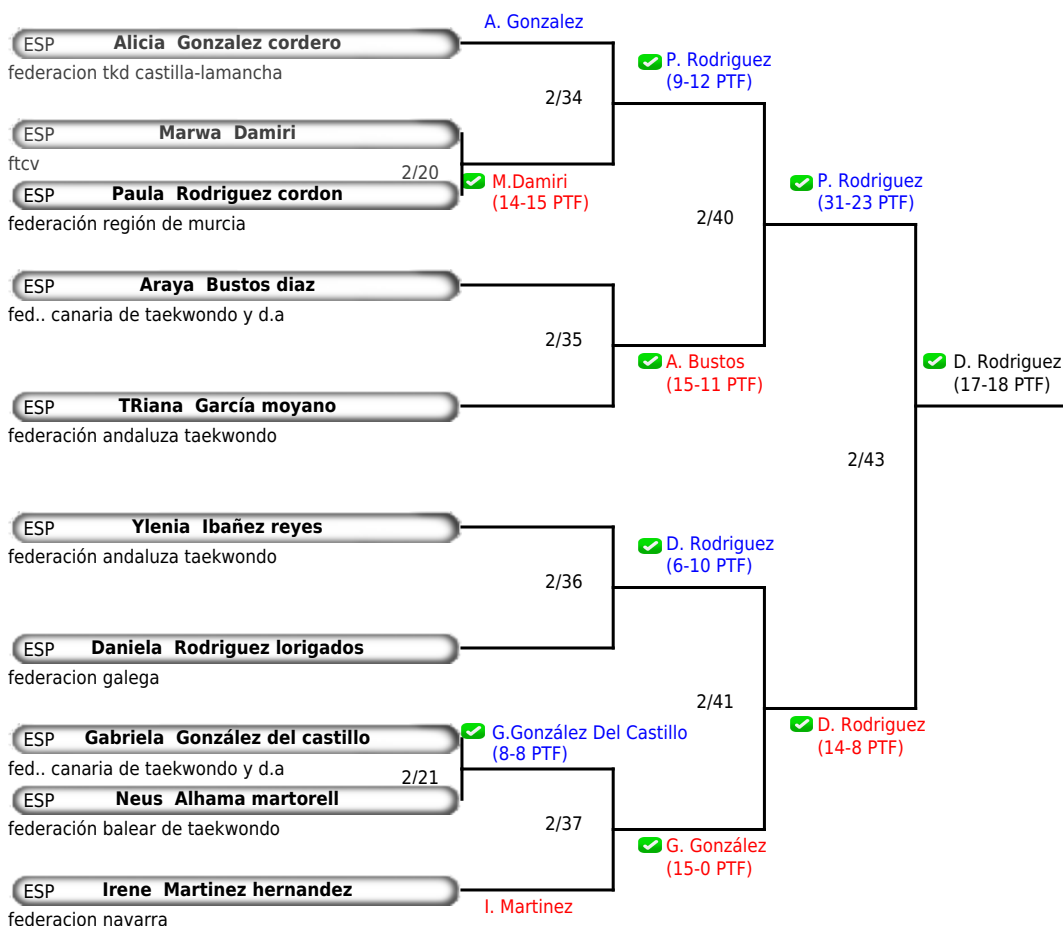 A. Gonzalez
ESP Alicia Gonzalez cordero
federacion tkd castilla-lamancha
P. Rodriguez
(9-12 PTF)
2/34
ESP Marwa Damiri
ftcv
2/20
M.Damiri
(14-15 PTF)
ESP Paula Rodriguez cordon
federación región de murcia
P. Rodriguez
(31-23 PTF)
2/40
ESP Araya Bustos diaz
fed.. canaria de taekwondo y d.a
2/35
A. Bustos
(15-11 PTF)
D. Rodriguez
(17-18 PTF)
ESP TRiana García moyano
federación andaluza taekwondo
2/43
ESP Ylenia Ibañez reyes
federación andaluza taekwondo
D. Rodriguez
(6-10 PTF)
2/36
ESP Daniela Rodriguez lorigados
federacion galega
2/41
D. Rodriguez
(14-8 PTF)
ESP Gabriela González del castillo
fed.. canaria de taekwondo y d.a
G.González Del Castillo
(8-8 PTF)
2/21
ESP Neus Alhama martorell
federación balear de taekwondo
2/37
G. González
(15-0 PTF)
ESP Irene Martinez hernandez
federacion navarra
I. Martinez